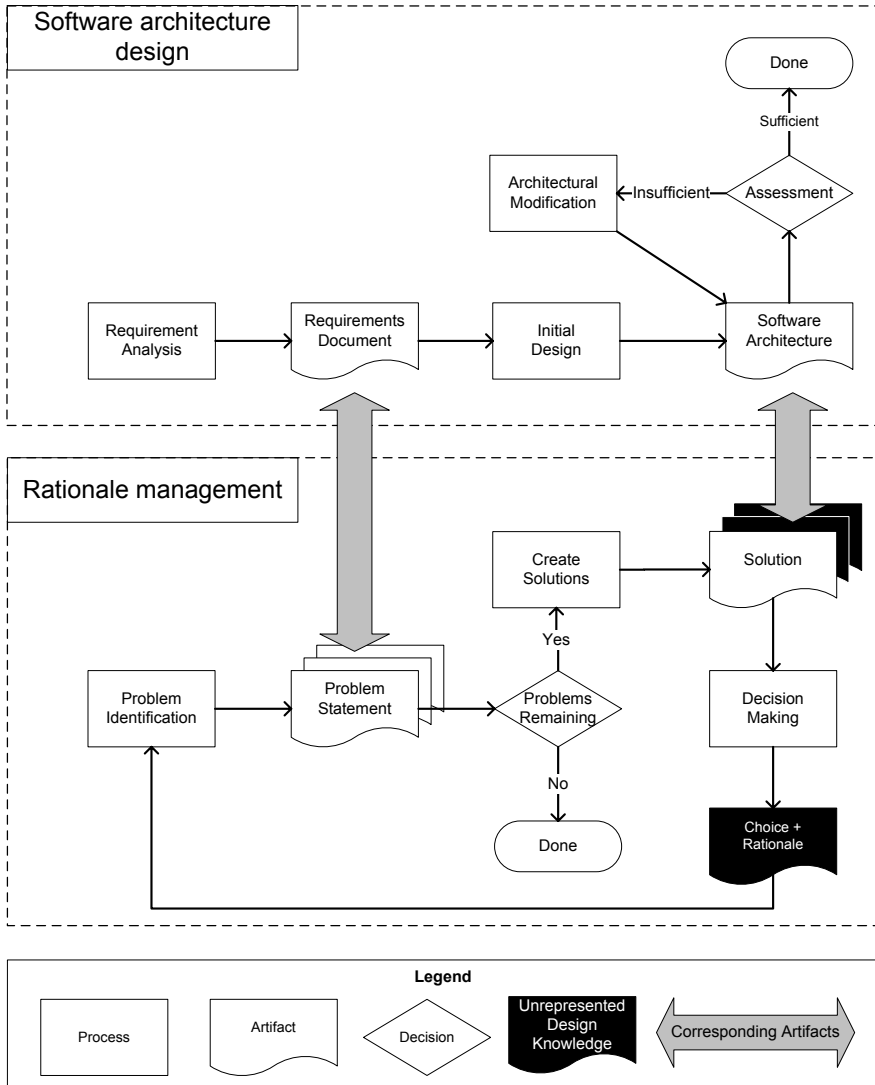 Software architecture
design
Done
Sufficient
Architectural
Modification
Insufficient
Assessment
Requirement
Analysis
Requirements
Document
Initial
Design
Software
Architecture
Rationale management
Create
Solutions
Solution
Yes
Problem
Identification
Problem
Statement
Problems
Remaining
Decision
Making
No
Done
Choice +
Rationale
Legend
Process
Artifact
Decision
Unrepresented
Design
Knowledge
Corresponding Artifacts